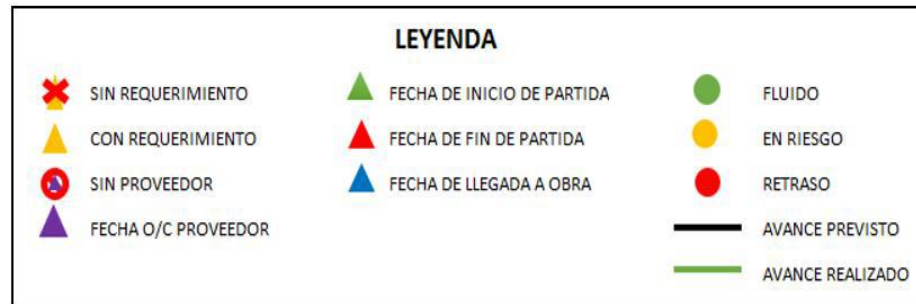 LEYENDA
SIN REQUERIMIENTO
CON REQUERIMIENTO
SIN PROVEEDOR
FECHA O/C PROVEEDOR
FECHA DE INICIO DE PARTIDA
FECHA DE FIN DE PARTIDA
FECHA DE LLEGADA A OBRA
FLUIDO
EN RIESGO
RETRASO
AVANCE PREVISTO
AVANCE REALIZADO